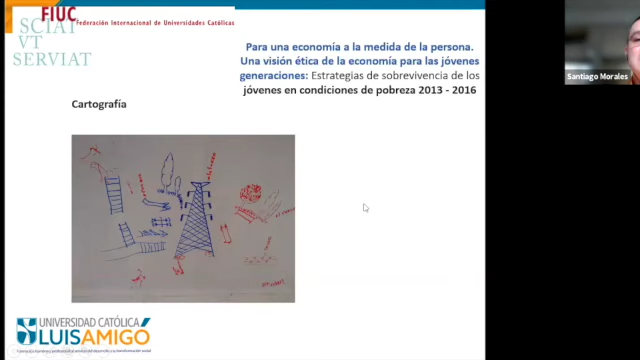 FIUC Federación Internacional de Universidades Católicas
SCIAT
VT
SERVIAT
Para una economía a la medida de la persona.
Una visión ética de la economía para las jóvenes
generaciones: Estrategias de sobrevivencia de los
jóvenes en condiciones de pobreza 2013 - 2016
Santiago Morales
Cartografía
UNIVERSIDAD CATÓLICA
LUIS AMIGÓ